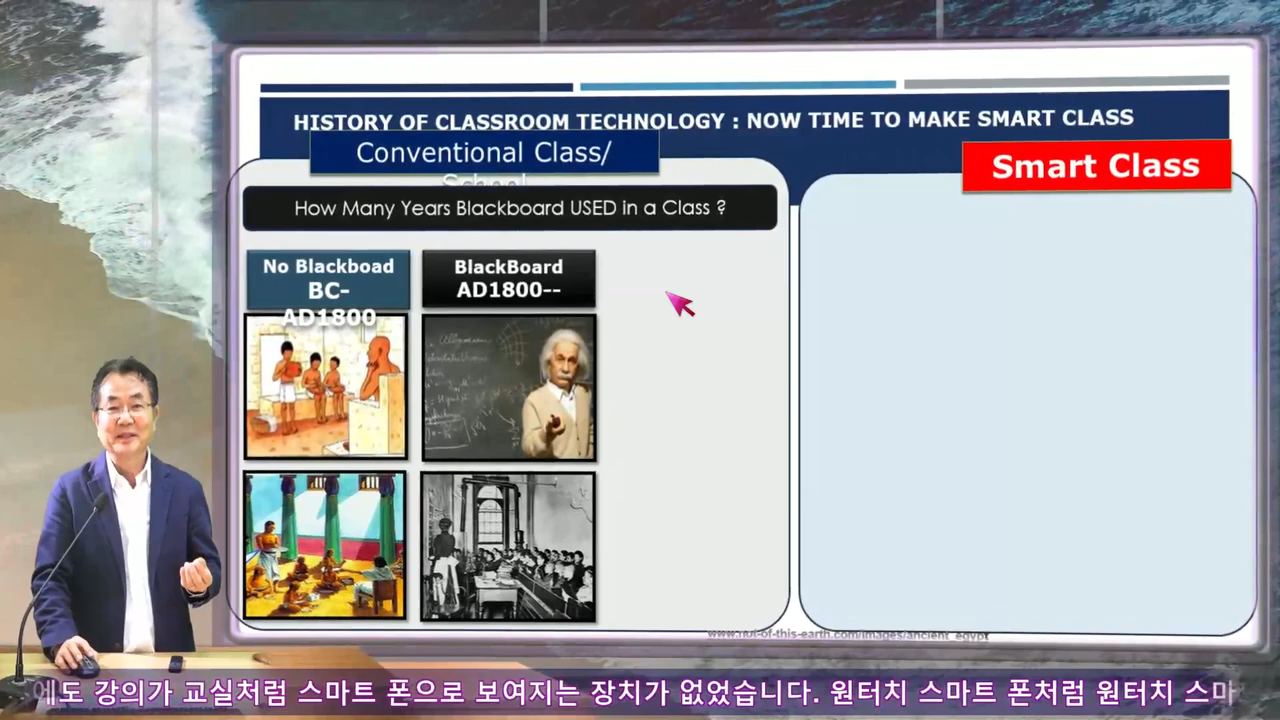 HISTORY OF CLASSROOM TECHNOLOGY : NOW TIME TO MAKE SMART CLASS
Conventional Class/
School
Smart Class
How Many Years Blackboard USED in a Class ?
No Blackboad
BC-
AD1800
BlackBoard
AD1800--
www.out-of-this-earth.com/images/ancient_egypt
에도 강의가 교실처럼 스마트 폰으로 보여지는 장치가 없었습니다. 원터치 스마트 폰처럼 원터치 스마